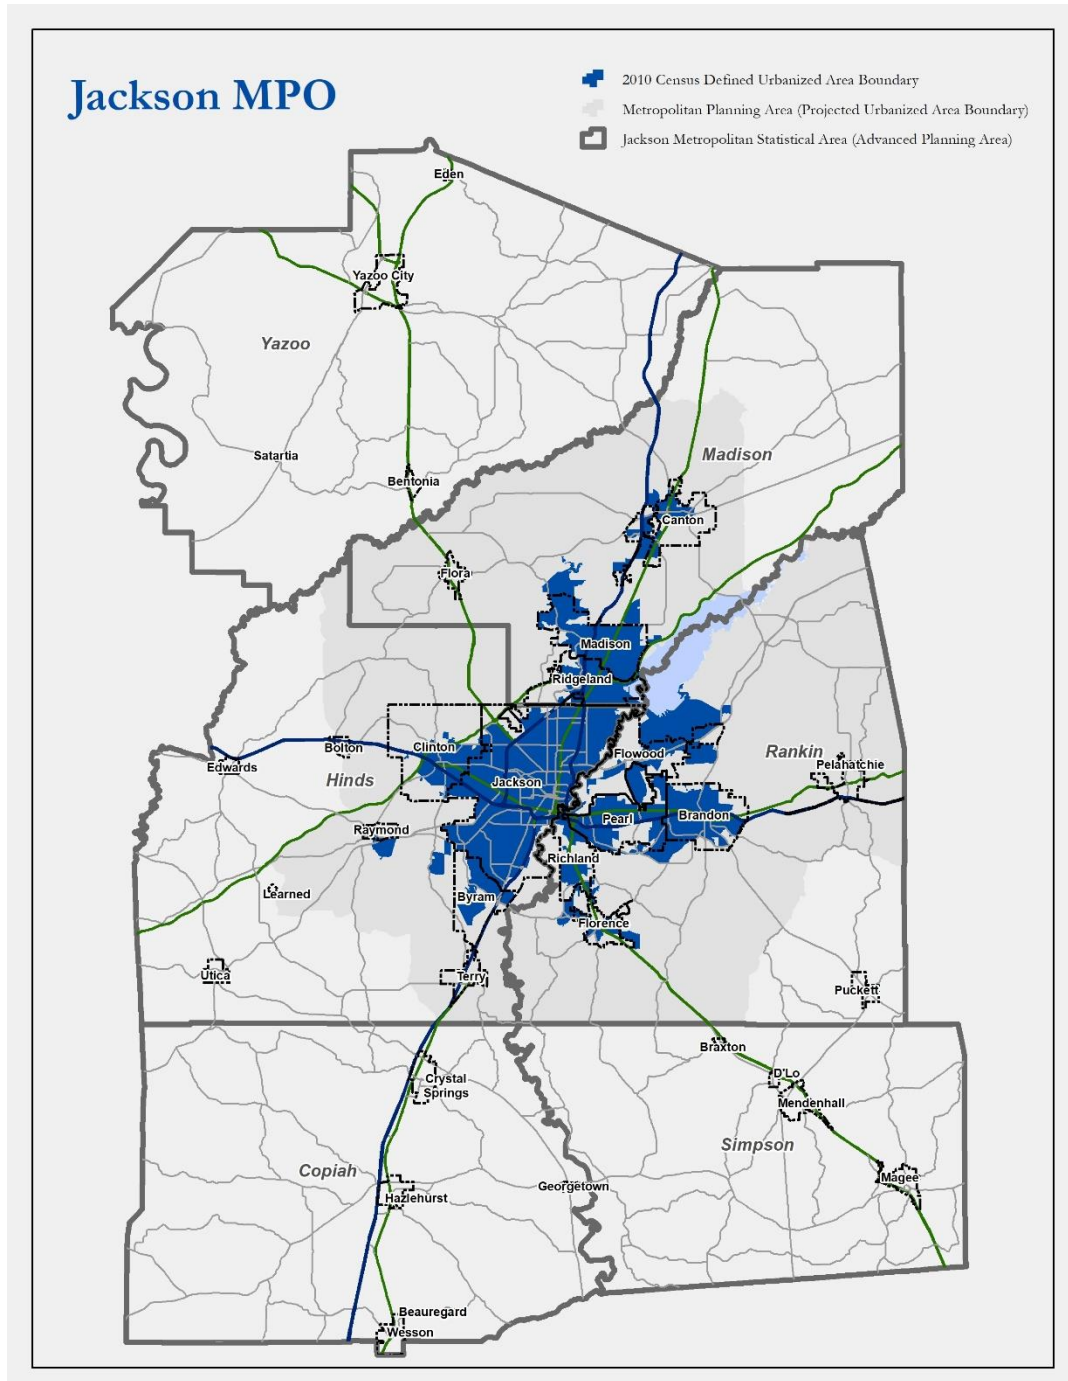 Jackson MPO
2010 Census Defined Urbanized Area Boundary
Metropolitan Planning Area (Projected Urbanized Area Boundary)
Jackson Metropolitan Statistical Area (Advanced Planning Area)
Eden
Yazoo City
Yazoo
Satartia
Madison
Bentonia
Canton
Flora
Madison
Ridgeland
Bolton
Clinton
Flowood
Rankin
Edwards
Pelahatchie
Hinds
Jackson
Pearl
Brandon
Raymond
Richland
Learned
Byram
Florence
Utica
Terry
Puckett
Braxton
D'Lo
Crystal
Springs
Mendenhall
Simpson
Copiah
Magee
Georgetown
Hazlehurst
Beauregard
Wesson